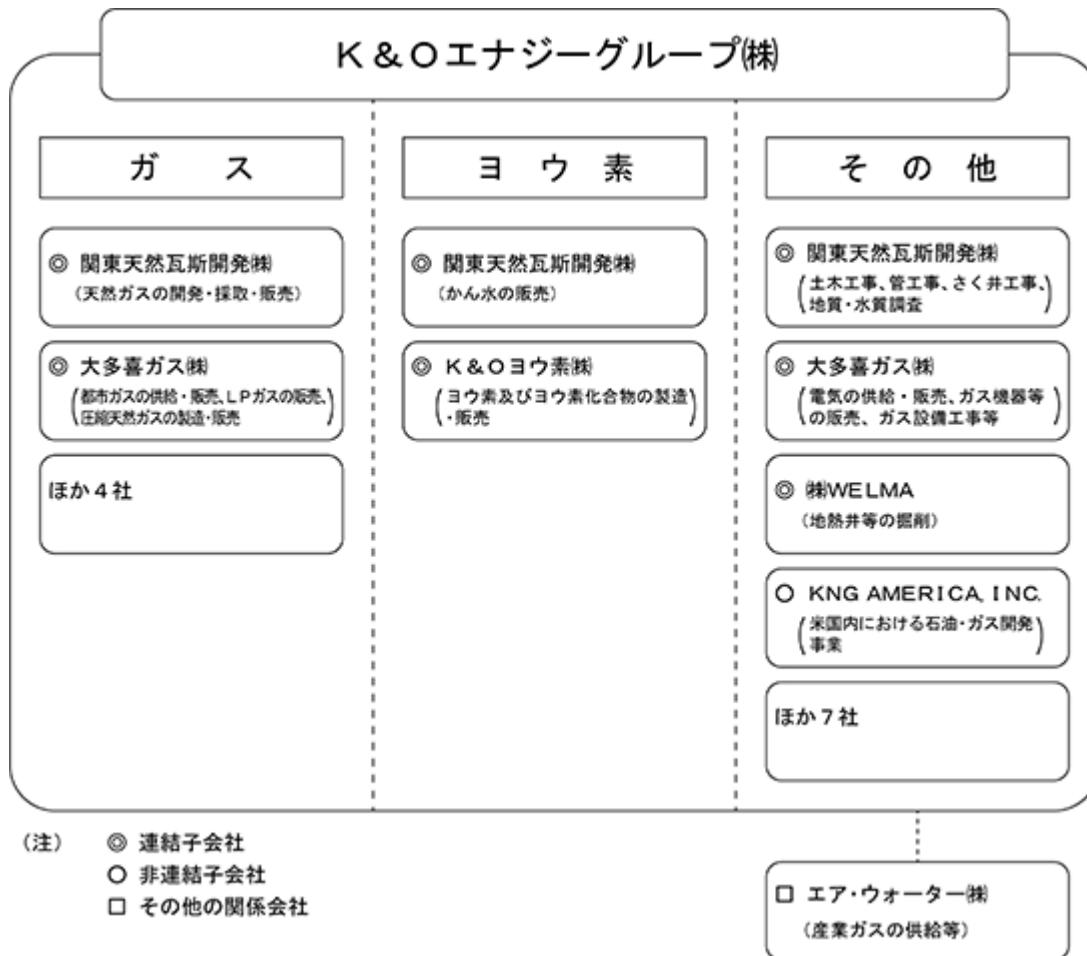 K&Oエナジーグループ㈱
ガス
関東天然瓦斯開発㈱
(天然ガスの開発・採取・販売)
大多喜ガス㈱
(都市ガスの供給・販売、LPガスの販売、
圧縮天然ガスの製造・販売)
ほか4社
ヨウ素
関東天然瓦斯開発㈱
(かん水の販売)
K&Oヨウ素㈱
(ヨウ素及びヨウ素化合物の製造
・販売)
その他
関東天然瓦斯開発㈱
(土木工事、管工事、さく井工事、
地質・水質調査)
大多喜ガス㈱
(電気の供給・販売、ガス機器等
の販売、ガス設備工事等)
㈱WELMA
(地熱井等の掘削)
KNG AMERICA, INC.
(米国内における石油・ガス開発
事業)
ほか7社
(注) ◎ 連結子会社
○ 非連結子会社
□ その他の関係会社
□ エア・ウォーター㈱
(産業ガスの供給等)